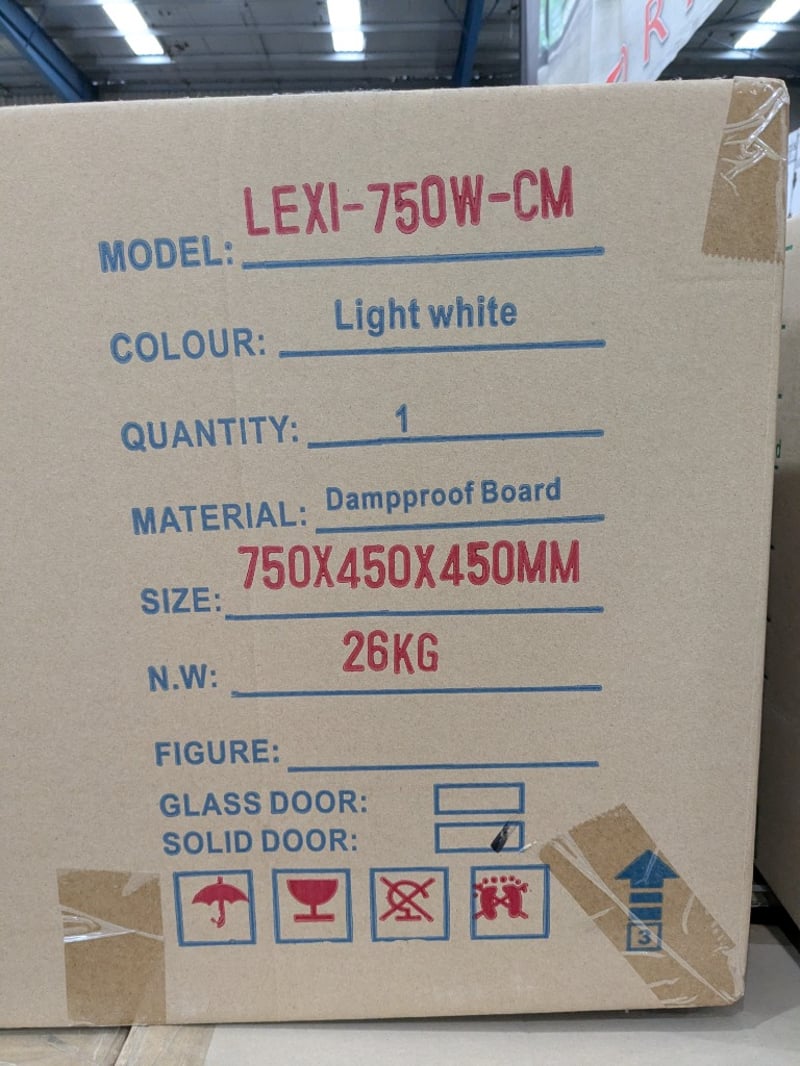 MODEL: LEXI-750W-CM
COLOUR: Light white
QUANTITY: 1
MATERIAL: Dampproof Board
SIZE: 750X450X450MM
N.W: 26KG
FIGURE:
GLASS DOOR:
SOLID DOOR:
3